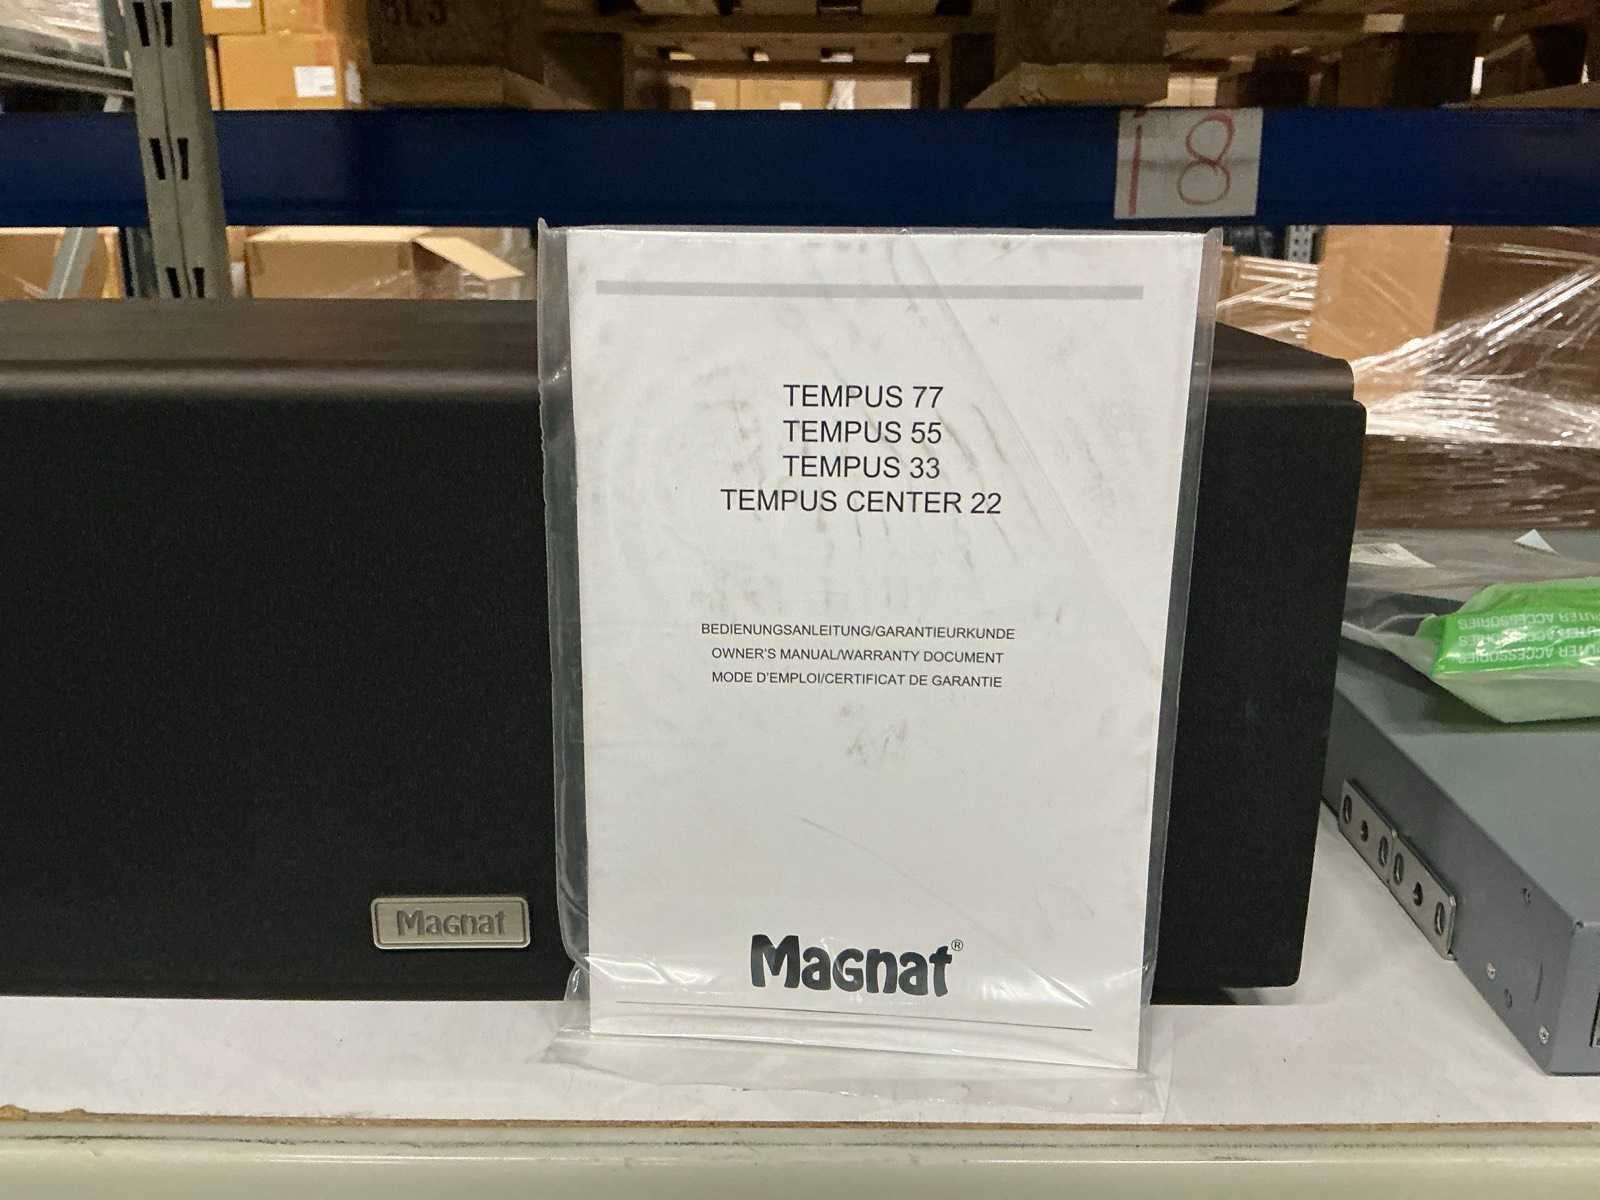 18
TEMPUS 77
TEMPUS 55
TEMPUS 33
TEMPUS CENTER 22
BEDIENUNGSANLEITUNG/GARANTIEURKUNDE
OWNER'S MANUAL/WARRANTY DOCUMENT
MODE D'EMPLOI/CERTIFICAT DE GARANTIE
Magnat®
Magnat
ACCESSORIES